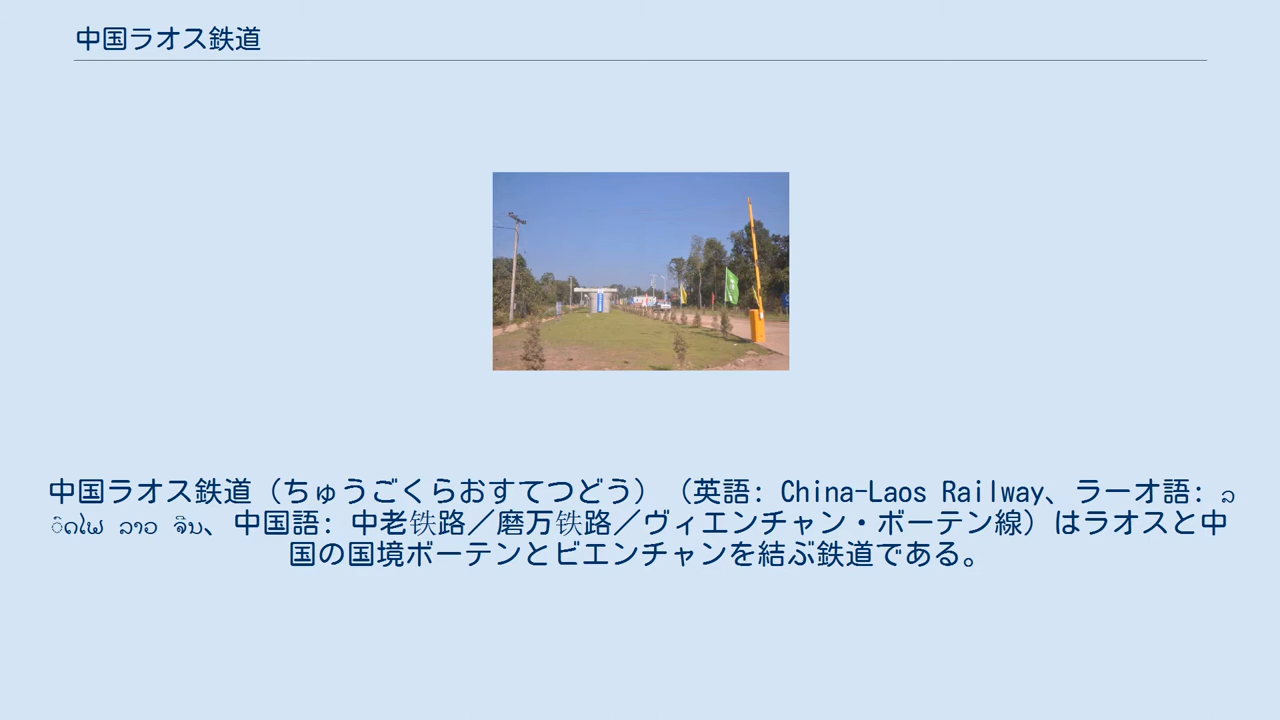 中国ラオス鉄道
中国ラオス鉄道（ちゅうごくらおすてつどう）（英語: China-Laos Railway、ラーオ語: ລ
ົດໄຟ ລາວ ຈີນ、中国語: 中老铁路／磨万铁路／ヴィエンチャン・ボーテン線）はラオスと中
国の国境ボーテンとビエンチャンを結ぶ鉄道である。